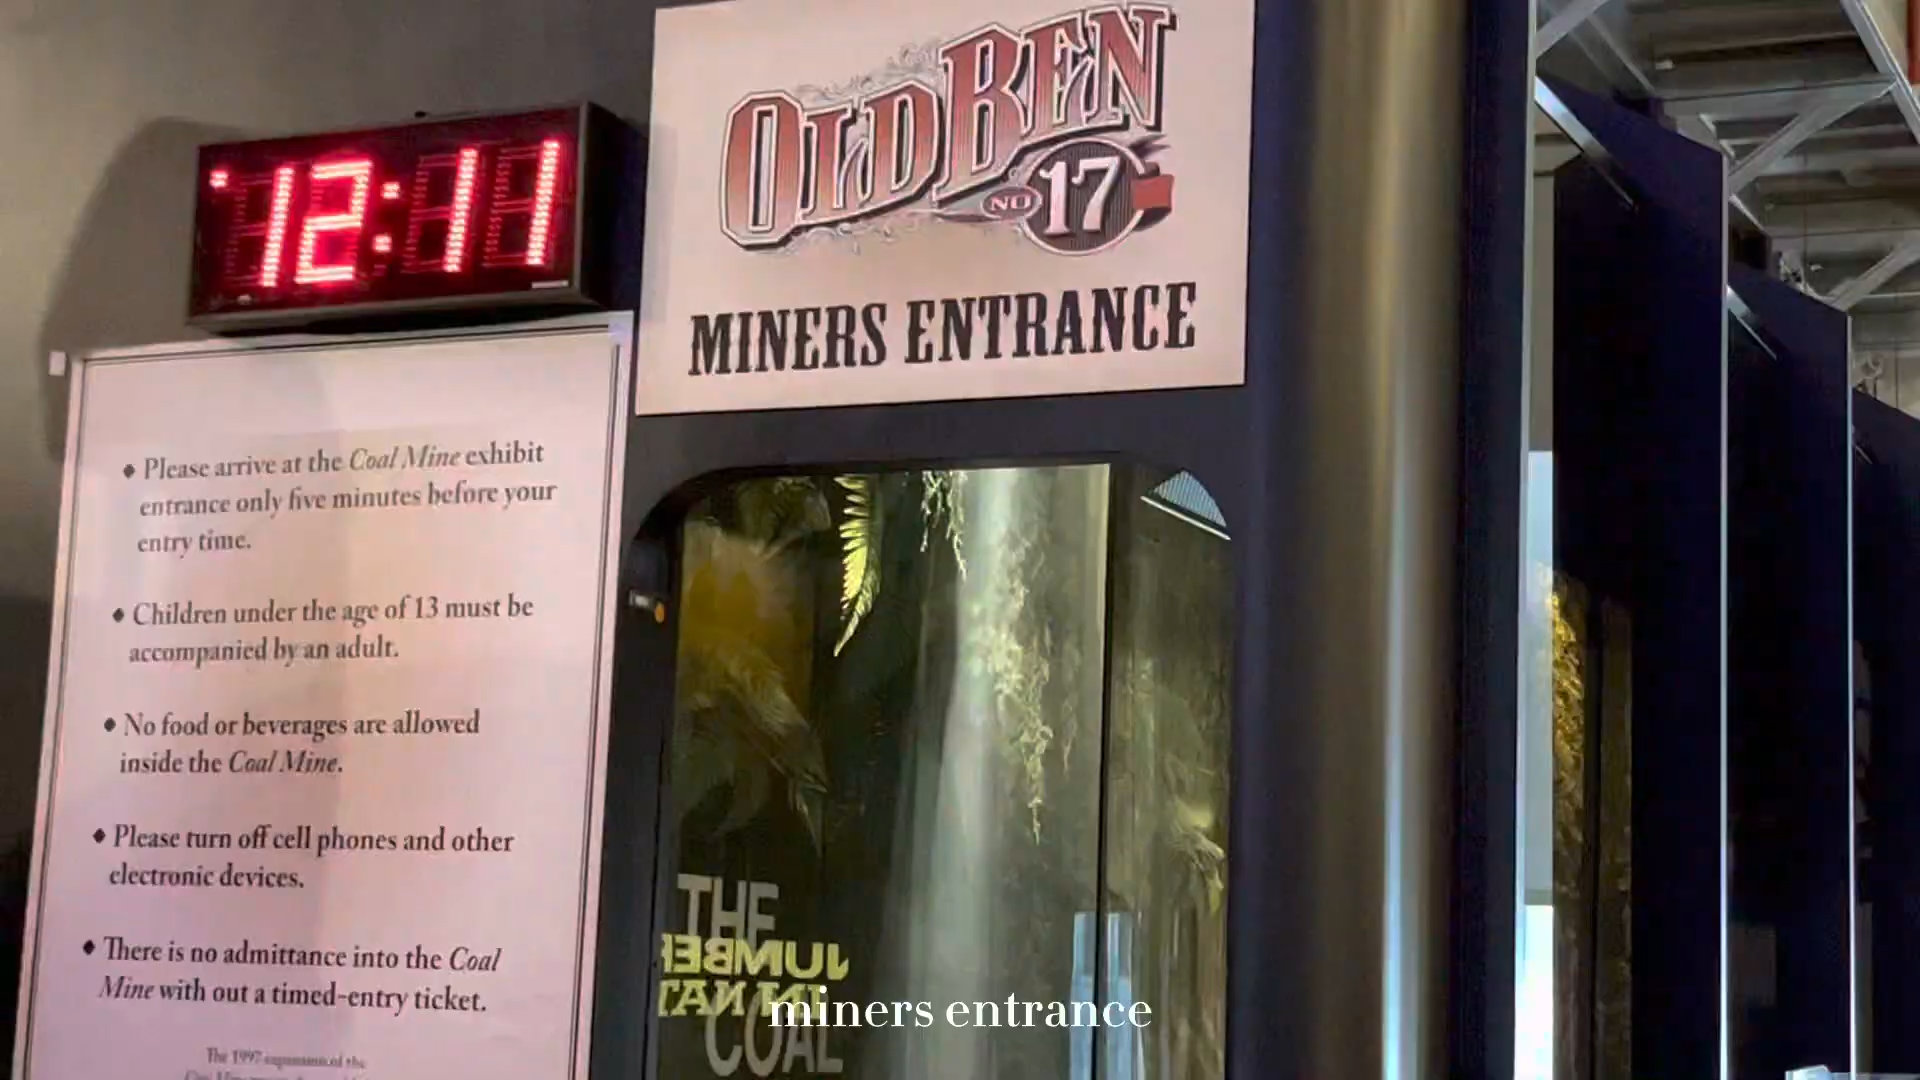 12:11
OLD BEN
NO 17
MINERS ENTRANCE
Please arrive at the Coal Mine exhibit
entrance only five minutes before your
entry time.
Children under the age of 13 must be
accompanied by an adult.
No food or beverages are allowed
inside the Coal Mine.
Please turn off cell phones and other
electronic devices.
There is no admittance into the Coal
Mine with out a timed-entry ticket.
The 1997 expansion of the
THE
COAL
miners entrance